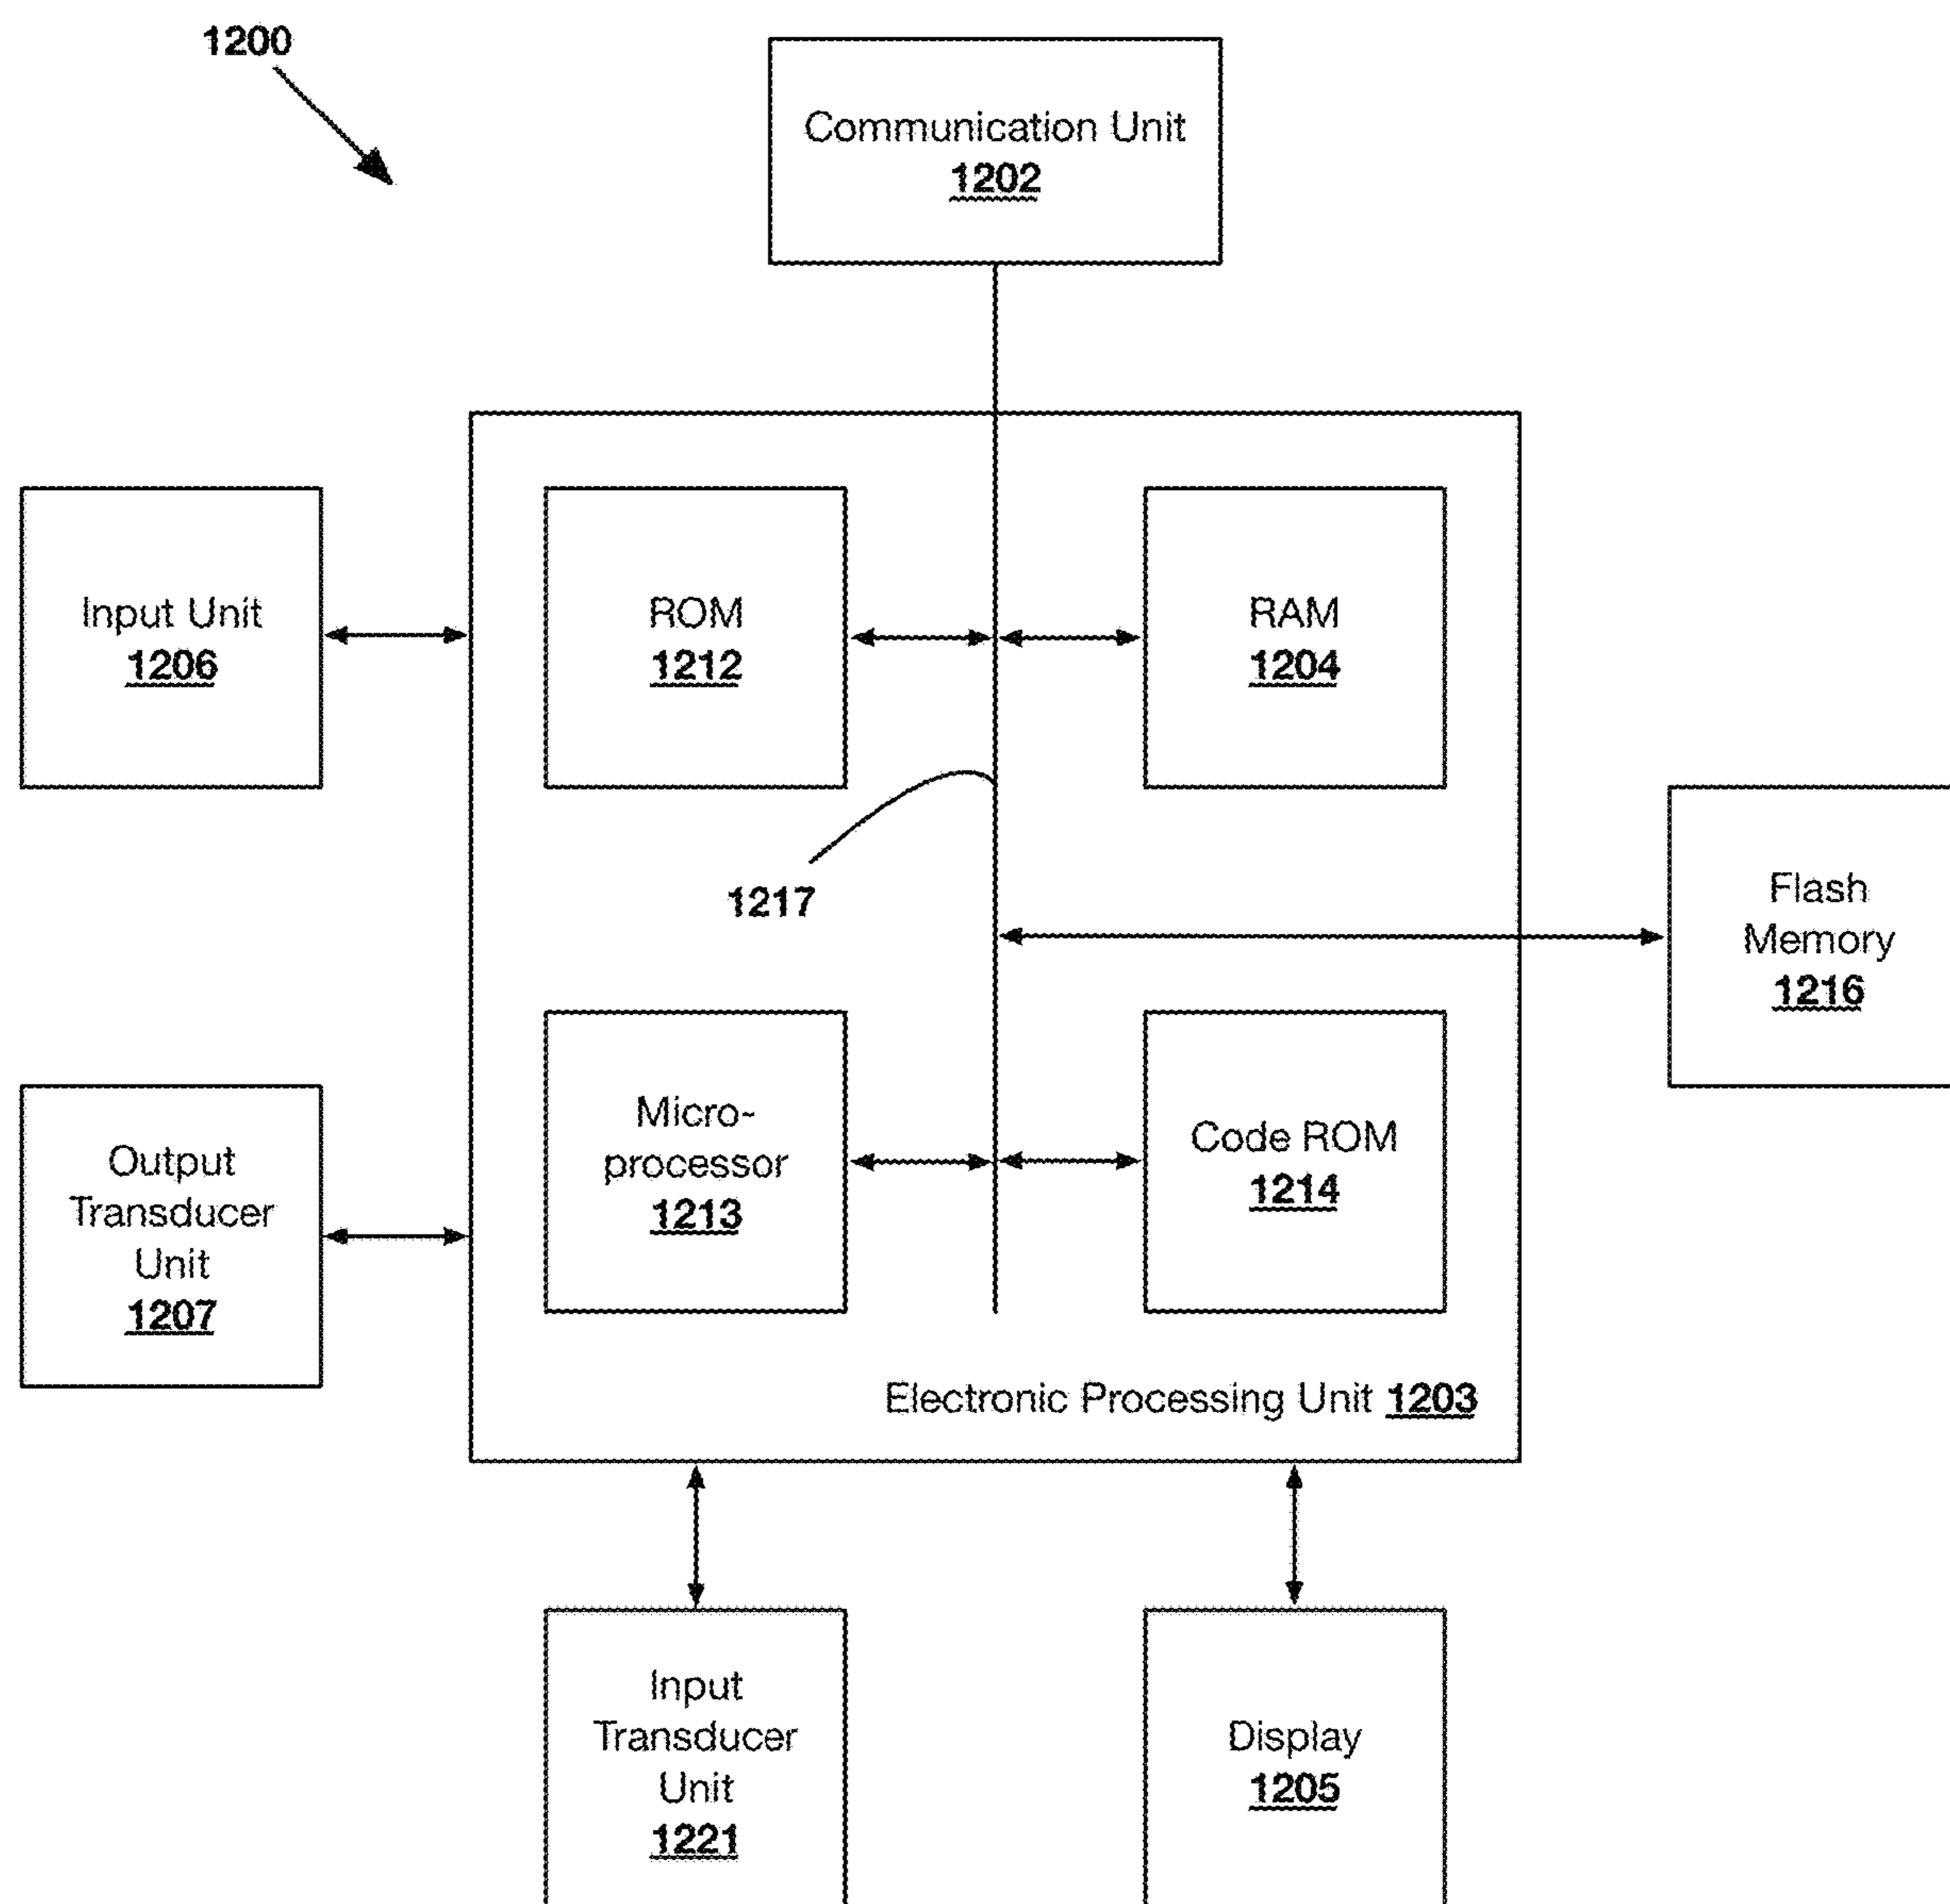 1200
Communication Unit
1202
Input Unit
1206
ROM
1212
RAM
1204
1217
Flash
Memory
1216
Output
Transducer
Unit
1207
Micro-
processor
1213
Code ROM
1214
Electronic Processing Unit 1203
Input
Transducer
Unit
1221
Display
1205